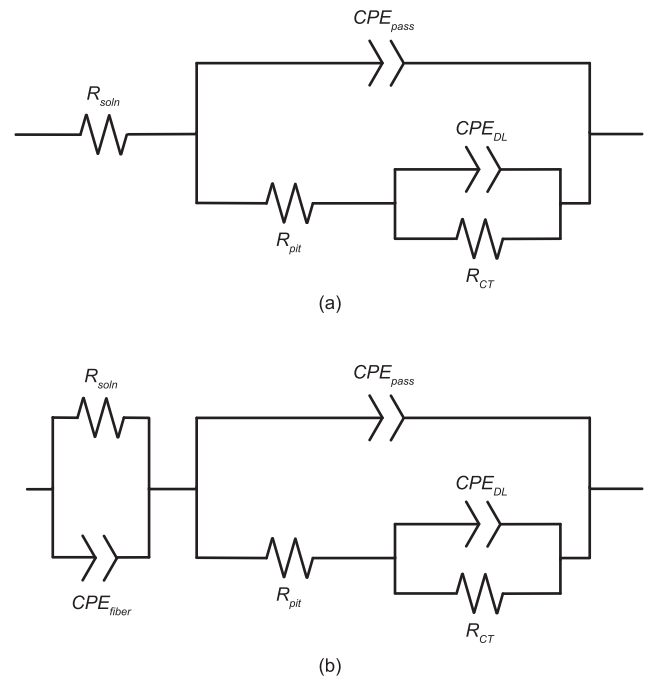 CPE_pass
R_soln
CPE_DL
R_pit
R_CT
(a)
R_soln
CPE_pass
CPE_DL
R_pit
CPE_fiber
R_CT
(b)